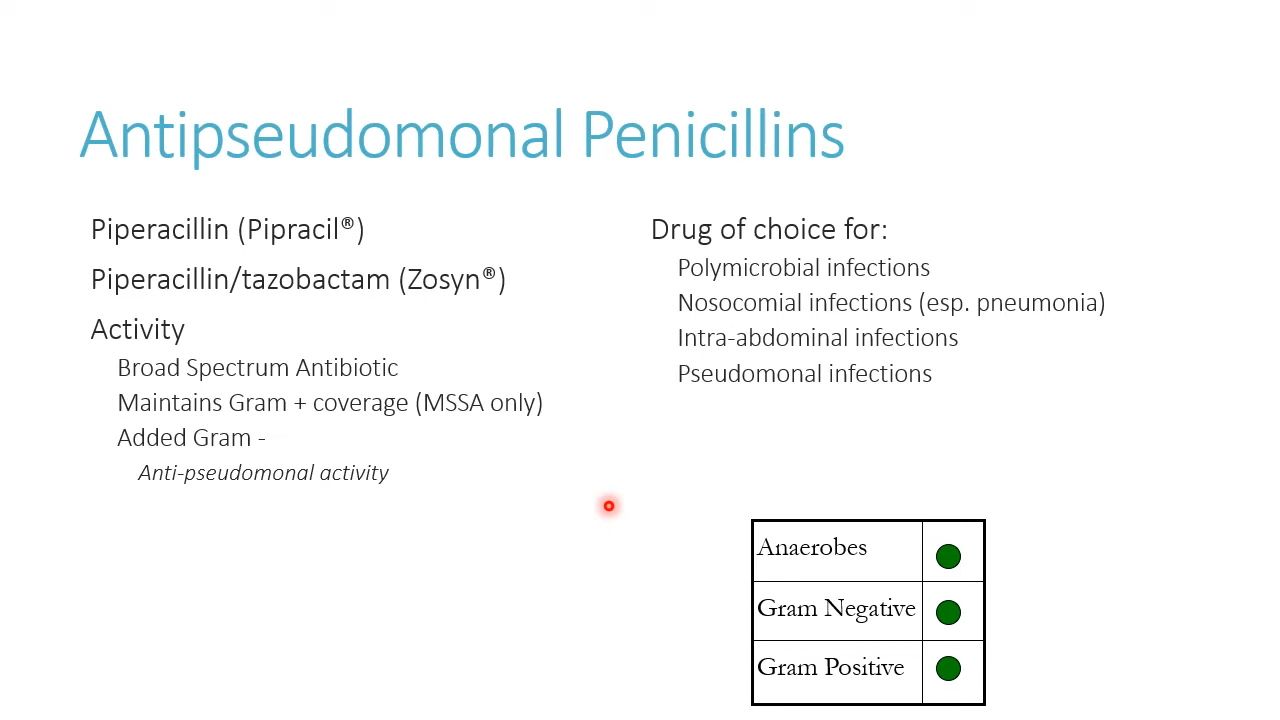 Antipseudomonal Penicillins
Piperacillin (Pipracil®)
Piperacillin/tazobactam (Zosyn®)
Activity
Broad Spectrum Antibiotic
Maintains Gram + coverage (MSSA only)
Added Gram -
Anti-pseudomonal activity
Drug of choice for:
Polymicrobial infections
Nosocomial infections (esp. pneumonia)
Intra-abdominal infections
Pseudomonal infections
Anaerobes
Gram Negative
Gram Positive